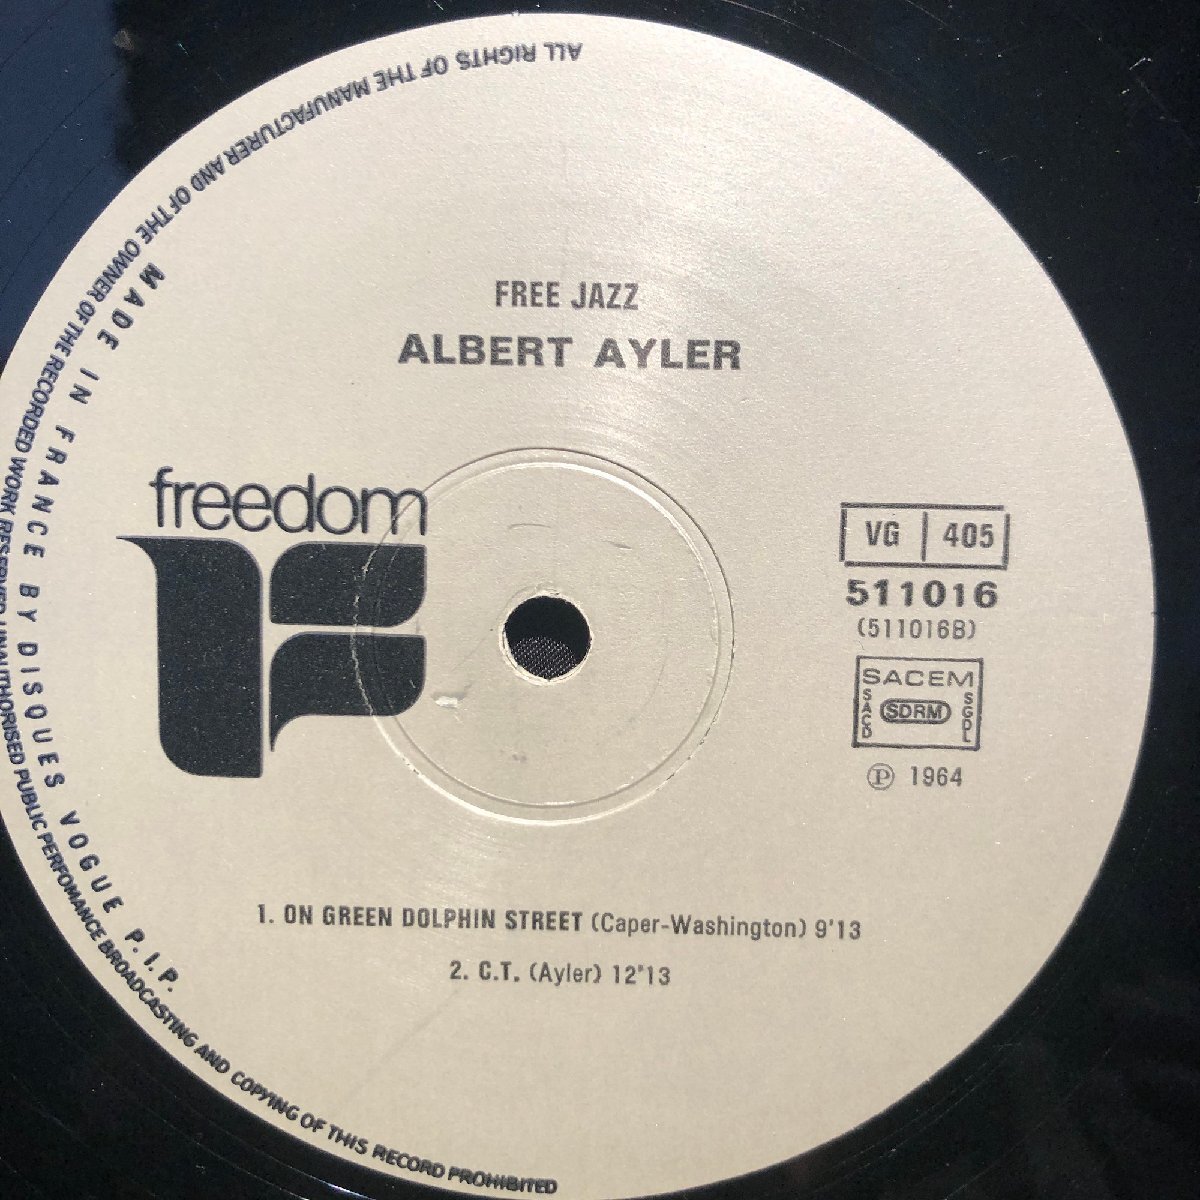 FREE JAZZ
ALBERT AYLER
freedom
VG 405
511016
(511016B)
SACEM
SACD
SDRM
SGDL
Ⓟ 1964
1. ON GREEN DOLPHIN STREET (Caper-Washington) 9'13
2. C.T. (Ayler) 12"13
MADE IN FRANCE BY DISQUES VOGUE P.I.P.
ALL RIGHTS OF THE MANUFACTURER AND OF THE OWNER OF THE RECORDED WORK RESERVED UNAUTHORISED PUBLIC PERFOMANCE BROADCASTING AND COPYING OF THIS RECORD PROHIBITED